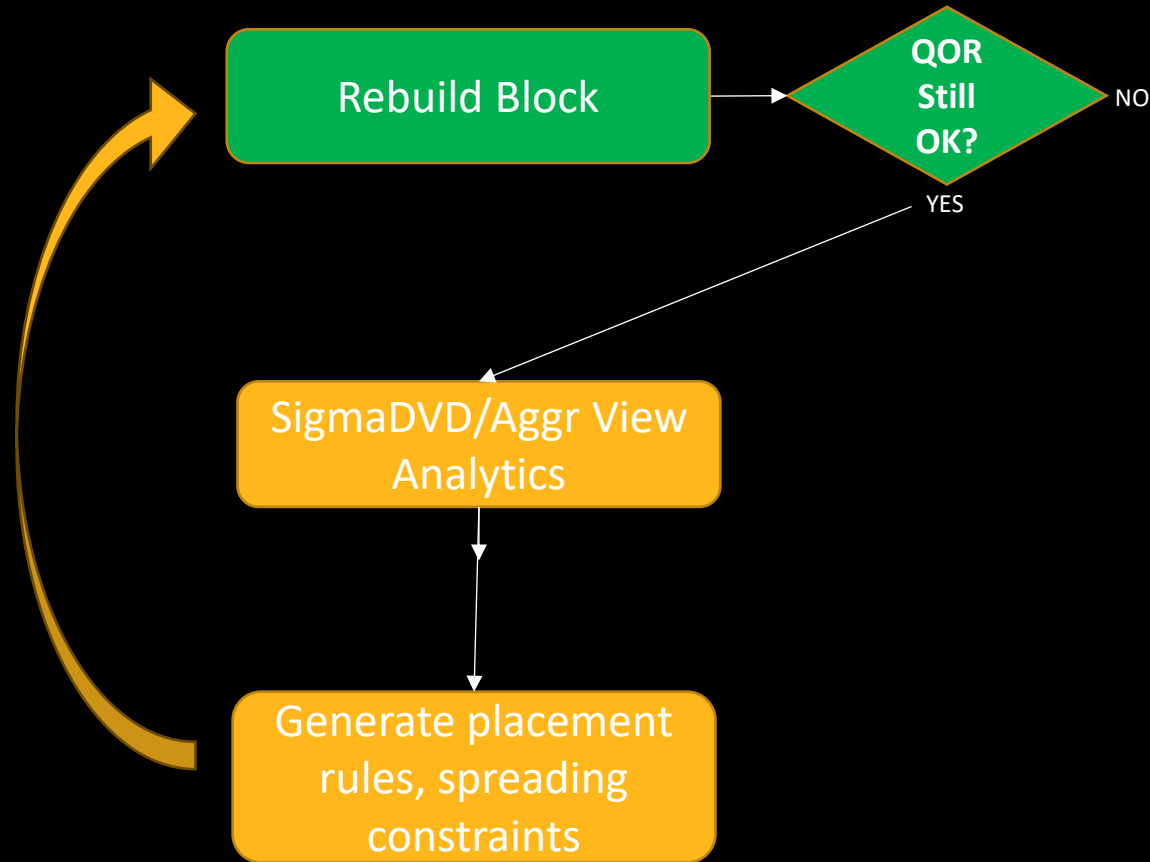 Rebuild Block
QOR
Still
OK?
NO
YES
SigmaDVD/Aggr View
Analytics
Generate placement
rules, spreading
constraints